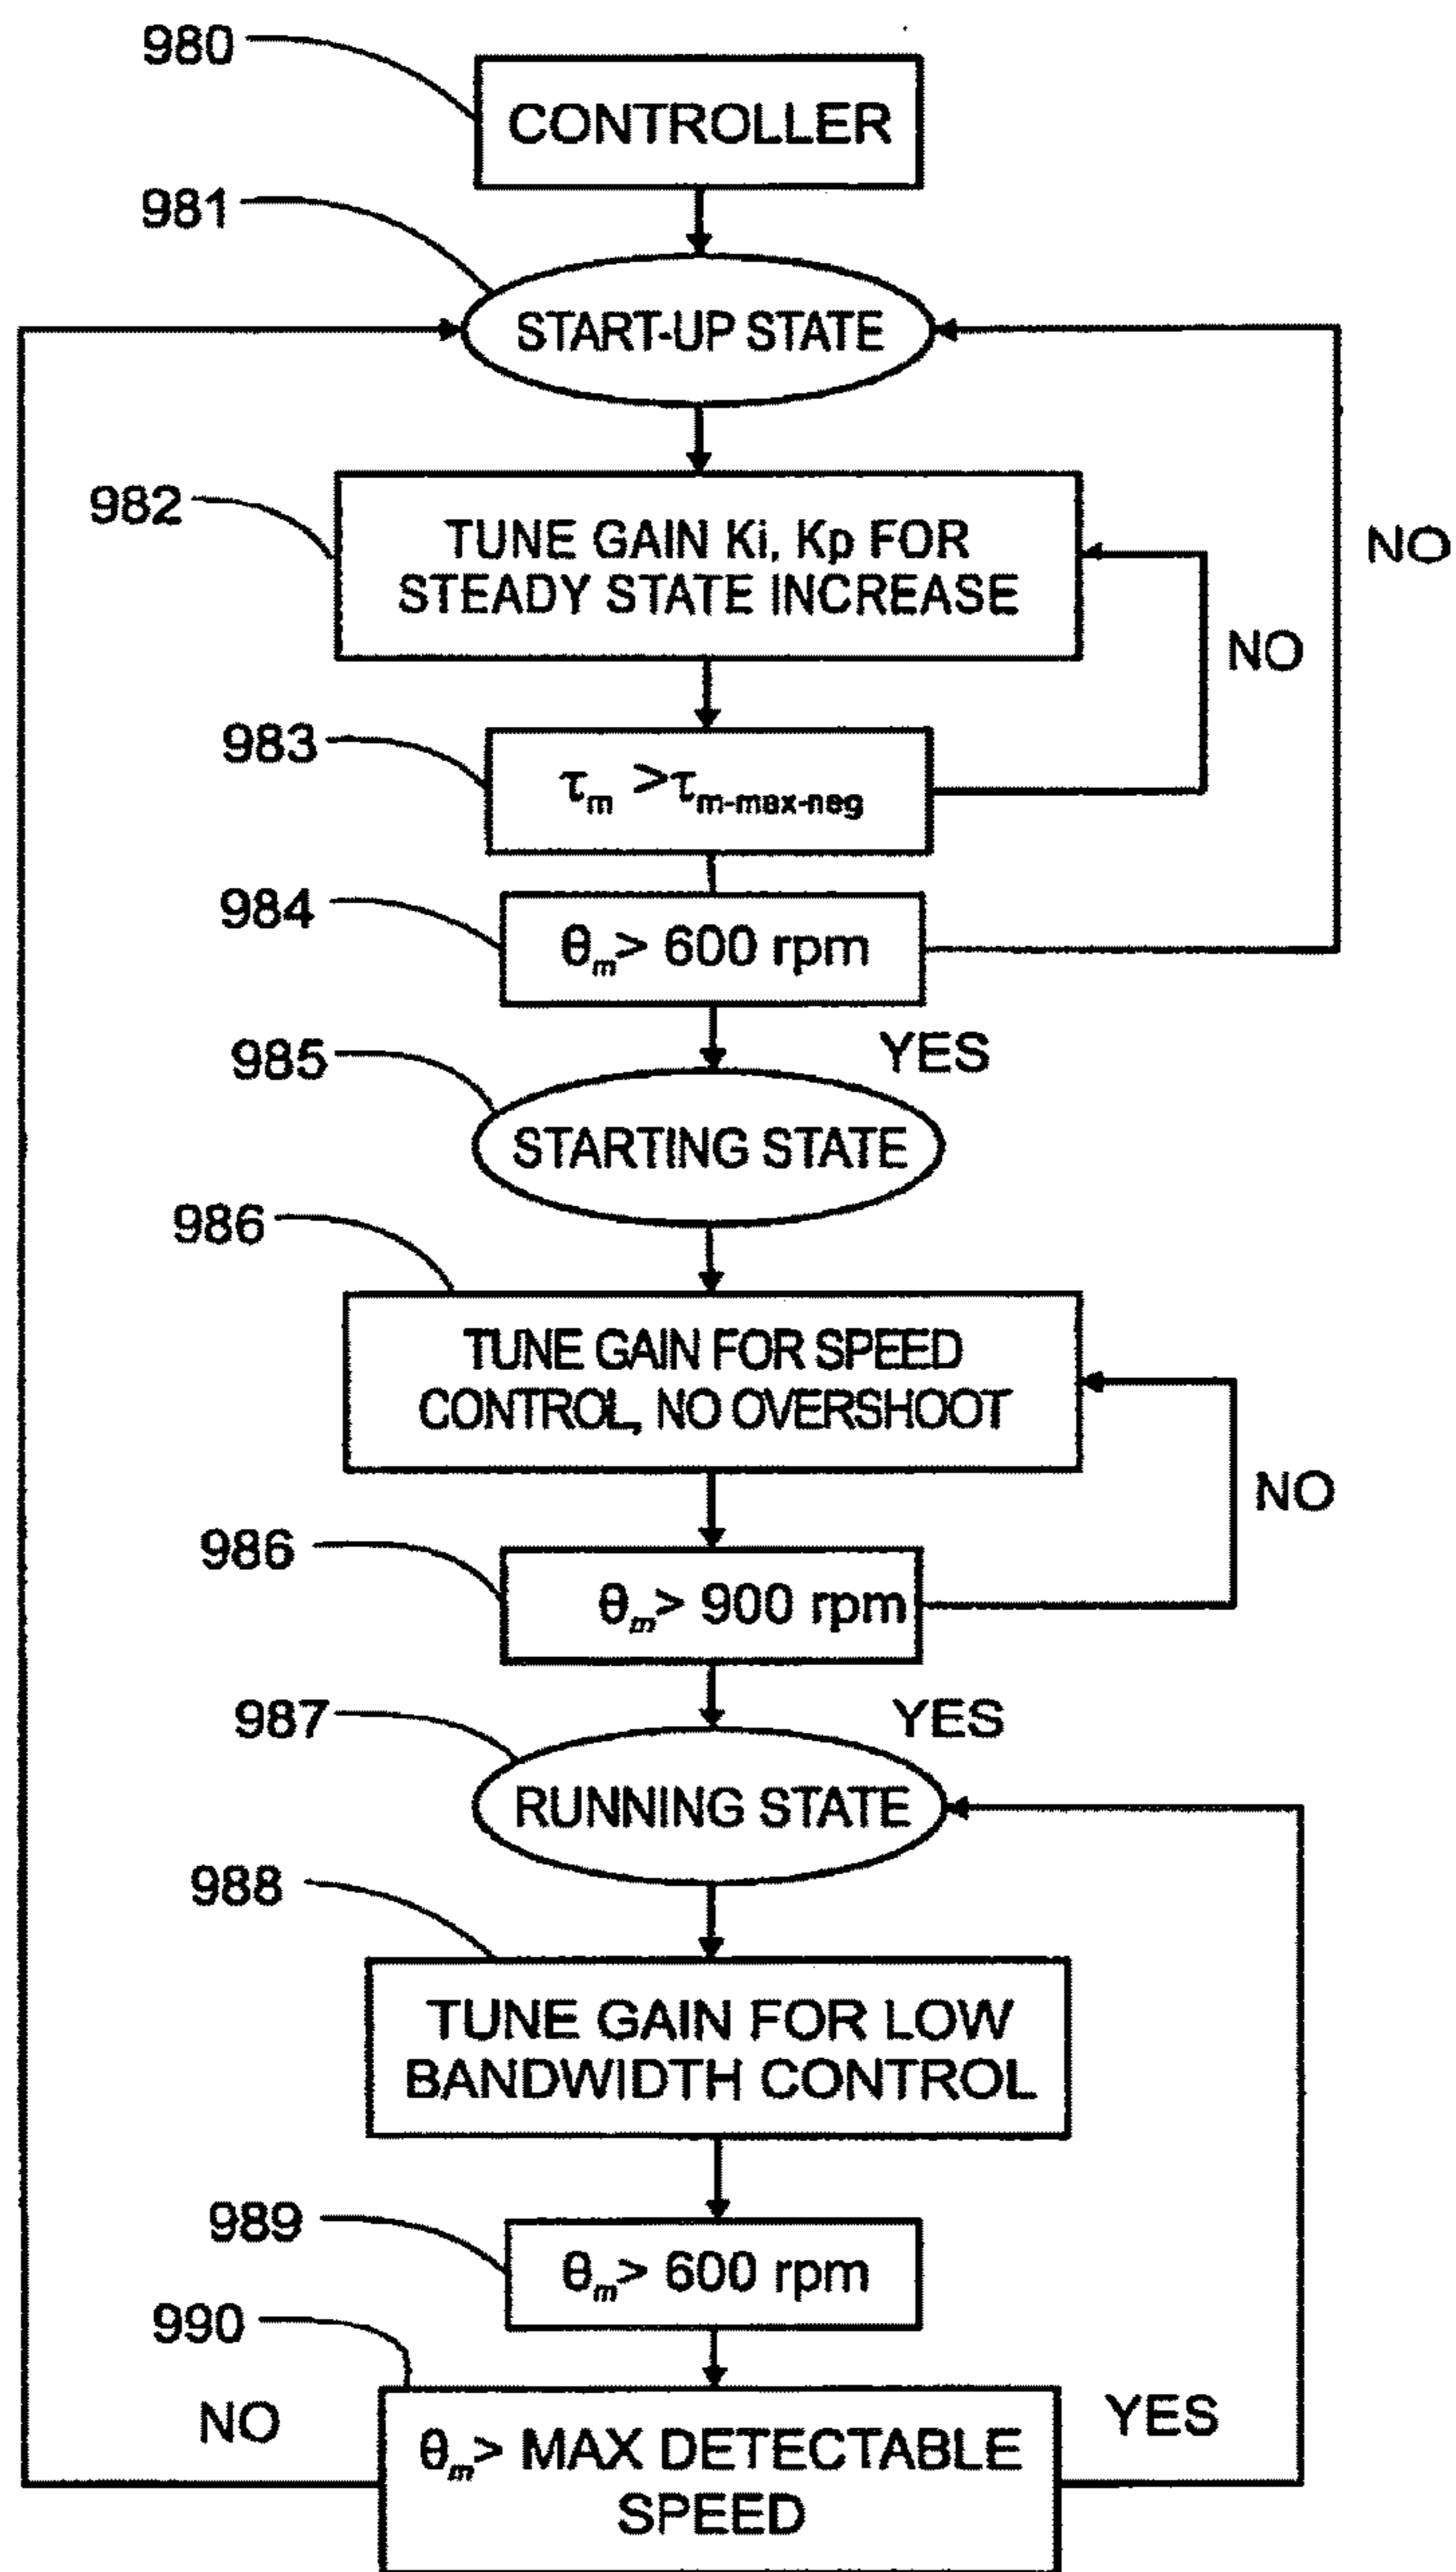 980
CONTROLLER
981
START-UP STATE
982
TUNE GAIN Ki, Kp FOR
STEADY STATE INCREASE
NO
NO
983
τm >τm-max-neg
984
θm> 600 rpm
YES
985
STARTING STATE
986
TUNE GAIN FOR SPEED
CONTROL, NO OVERSHOOT
NO
986
θm> 900 rpm
YES
987
RUNNING STATE
988
TUNE GAIN FOR LOW
BANDWIDTH CONTROL
989
θm> 600 rpm
990
NO
YES
θm> MAX DETECTABLE
SPEED